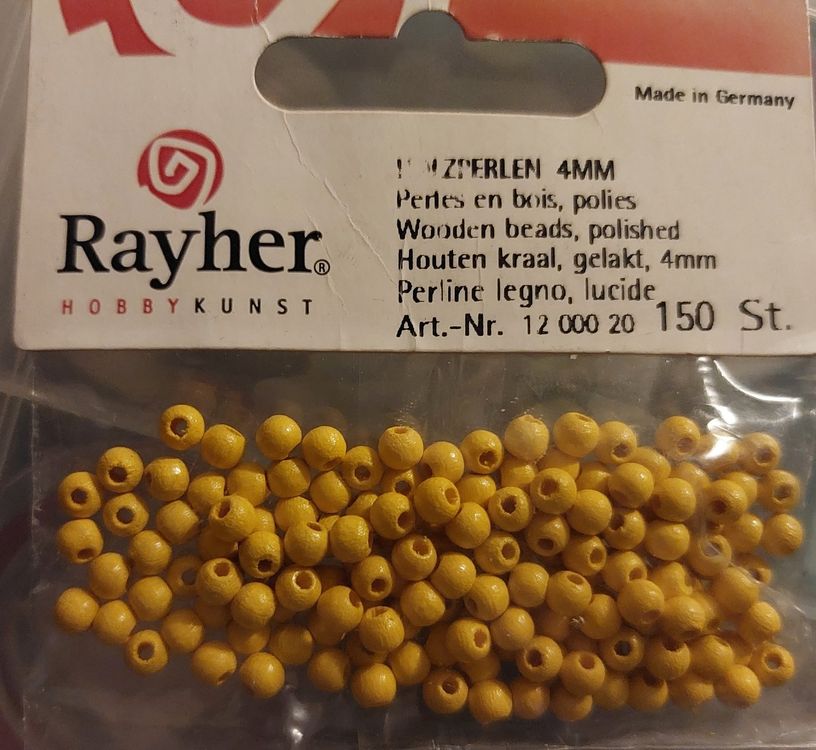 Made in Germany
Rayher®
HOBBYKUNST
4MM
Perles en bois, polies
Wooden beads, polished
Houten kraal, gelakt, 4mm
Perline legno, lucide
Art.-Nr. 12 000 20 150 St.